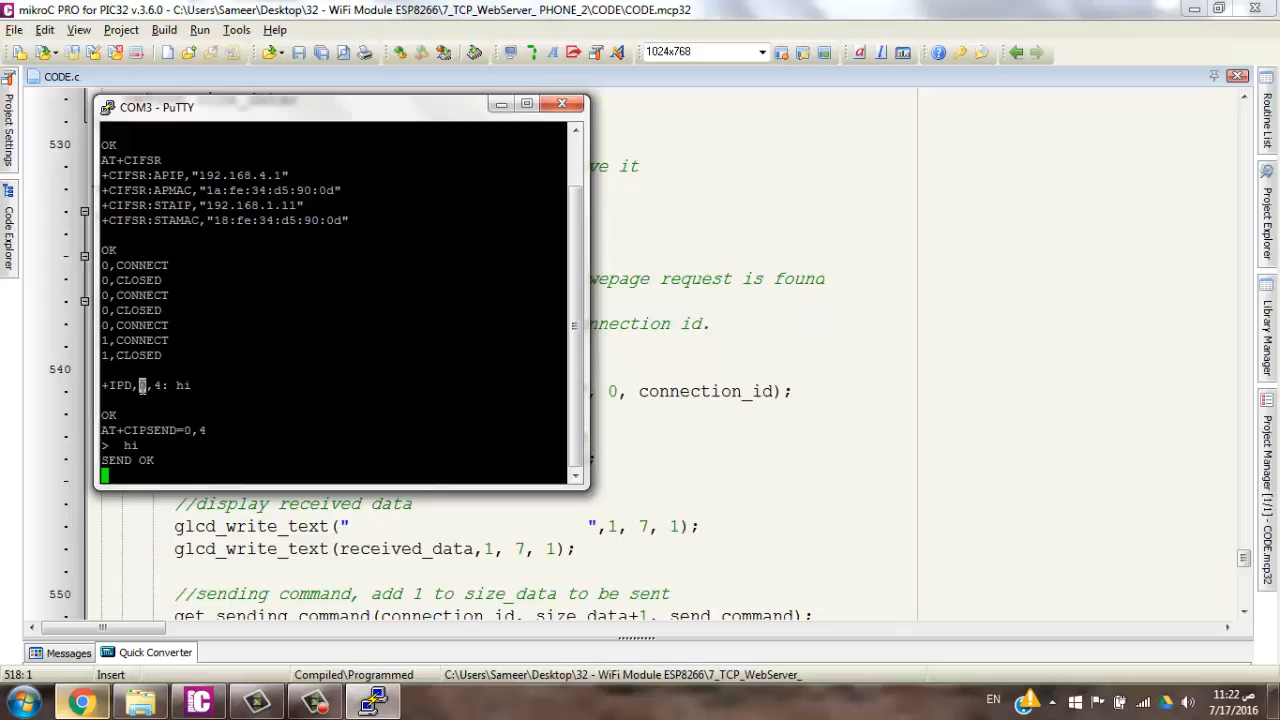 mikroC PRO for PIC32 v.3.6.0 - C:\Users\Sameer\Desktop\32 - WiFi Module ESP8266\7_TCP_WebServer_ PHONE_2\CODE\CODE.mcp32
File Edit View Project Build Run Tools Help
1024x768
CODE.c
Project Settings
Code Explorer
Routine List
Project Explorer
Library Manager
Project Manager [1/1] - CODE.mcp32
COM3 - PuTTY
OK
AT+CIFSR
+CIFSR:APIP,"192.168.4.1"
+CIFSR:APMAC,"1a:fe:34:d5:90:0d"
+CIFSR:STAIP,"192.168.1.11"
+CIFSR:STAMAC,"18:fe:34:d5:90:0d"
OK
0,CONNECT
0,CLOSED
0,CONNECT
0,CLOSED
0,CONNECT
1,CONNECT
1,CLOSED
+IPD,0,4: hi
OK
AT+CIPSEND=0,4
> hi
SEND OK
530
ve it
wepage request is found
nnection id.
540
, 0, connection_id);
;
//display received data
glcd_write_text(" ",1, 7, 1);
glcd_write_text(received_data,1, 7, 1);
//sending command, add 1 to size_data to be sent
550
get_sending_command(connection_id, size_data+1, send_command);
Messages Quick Converter
518: 1 Insert Compiled/Programmed C:\Users\Sameer\Desktop\32 - WiFi Module ESP8266\7_TCP_WebServer_
EN
11:22 ص
7/17/2016